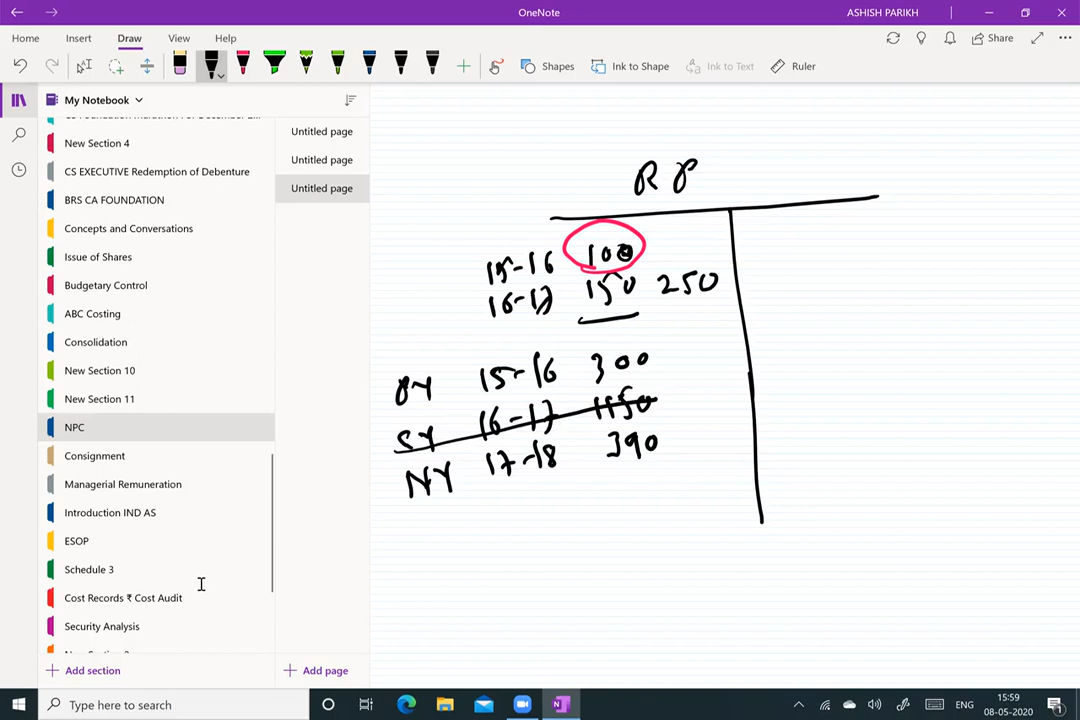 OneNote
ASHISH PARIKH
Home Insert Draw View Help
Share
Shapes Ink to Shape Ink to Text Ruler
My Notebook
New Section 4
CS EXECUTIVE Redemption of Debenture
BRS CA FOUNDATION
Concepts and Conversations
Issue of Shares
Budgetary Control
ABC Costing
Consolidation
New Section 10
New Section 11
NPC
Consignment
Managerial Remuneration
Introduction IND AS
ESOP
Schedule 3
Cost Records ₹ Cost Audit
Security Analysis
Add section
Untitled page
Untitled page
Untitled page
Add page
R P
15-16 100
16-17 150 250
15-16 300
16-17 1150
NY 17-18 390
Type here to search
ENG
15:59
08-05-2020